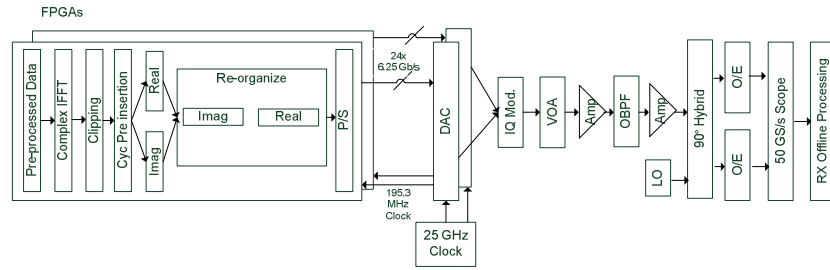 FPGAs
Pre-processed Data
Complex IFFT
Clipping
Cyc Pre insertion
Real
Imag
Re-organize
Imag
Real
P/S
24x
6.25 Gb/s
195.3
MHz
Clock
DAC
25 GHz
Clock
IQ Mod.
VOA
Amp
OBPF
Amp
LO
90° Hybrid
O/E
O/E
50 GS/s Scope
RX Offline Processing